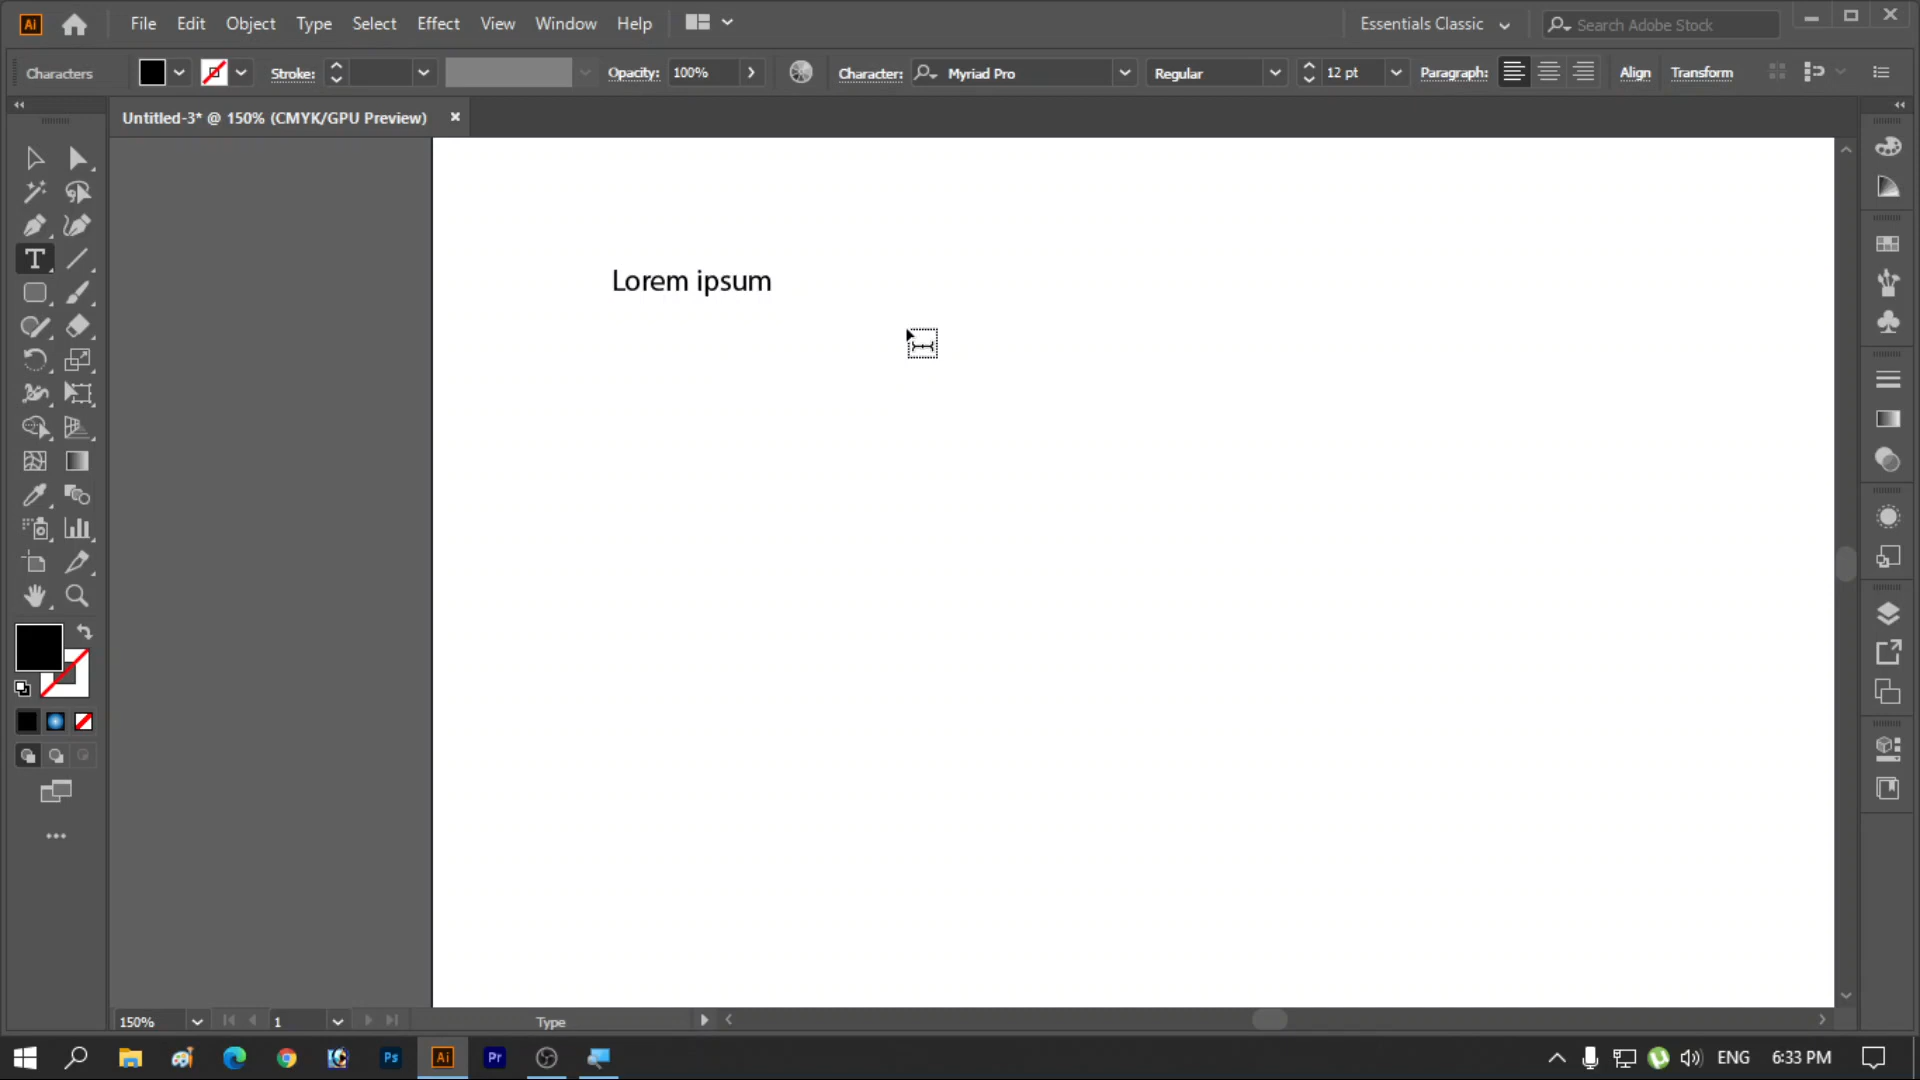 Ai File Edit Object Type Select Effect View Window Help Essentials Classic Search Adobe Stock
Characters Stroke: Opacity: 100% Character: Myriad Pro Regular 12 pt Paragraph: Align Transform
Untitled-3* @ 150% (CMYK/GPU Preview) ×
Lorem ipsum
150% 1 Type
Ps Ai Pr ENG 6:33 PM